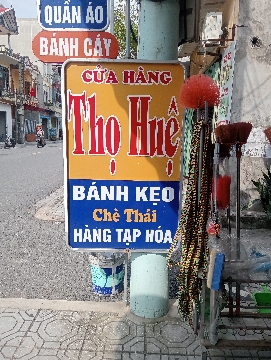 QUẦN ÁO
BÁNH CÁY
CỬA HÀNG
Thọ Huệ
BÁNH KẸO
Chè Thái
HÀNG TẠP HÓA